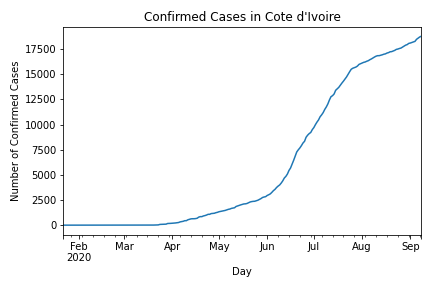 Confirmed Cases in Cote d'Ivoire
Number of Confirmed Cases
17500
15000
12500
10000
7500
5000
2500
0
Feb Mar Apr May Jun Jul Aug Sep
2020
Day